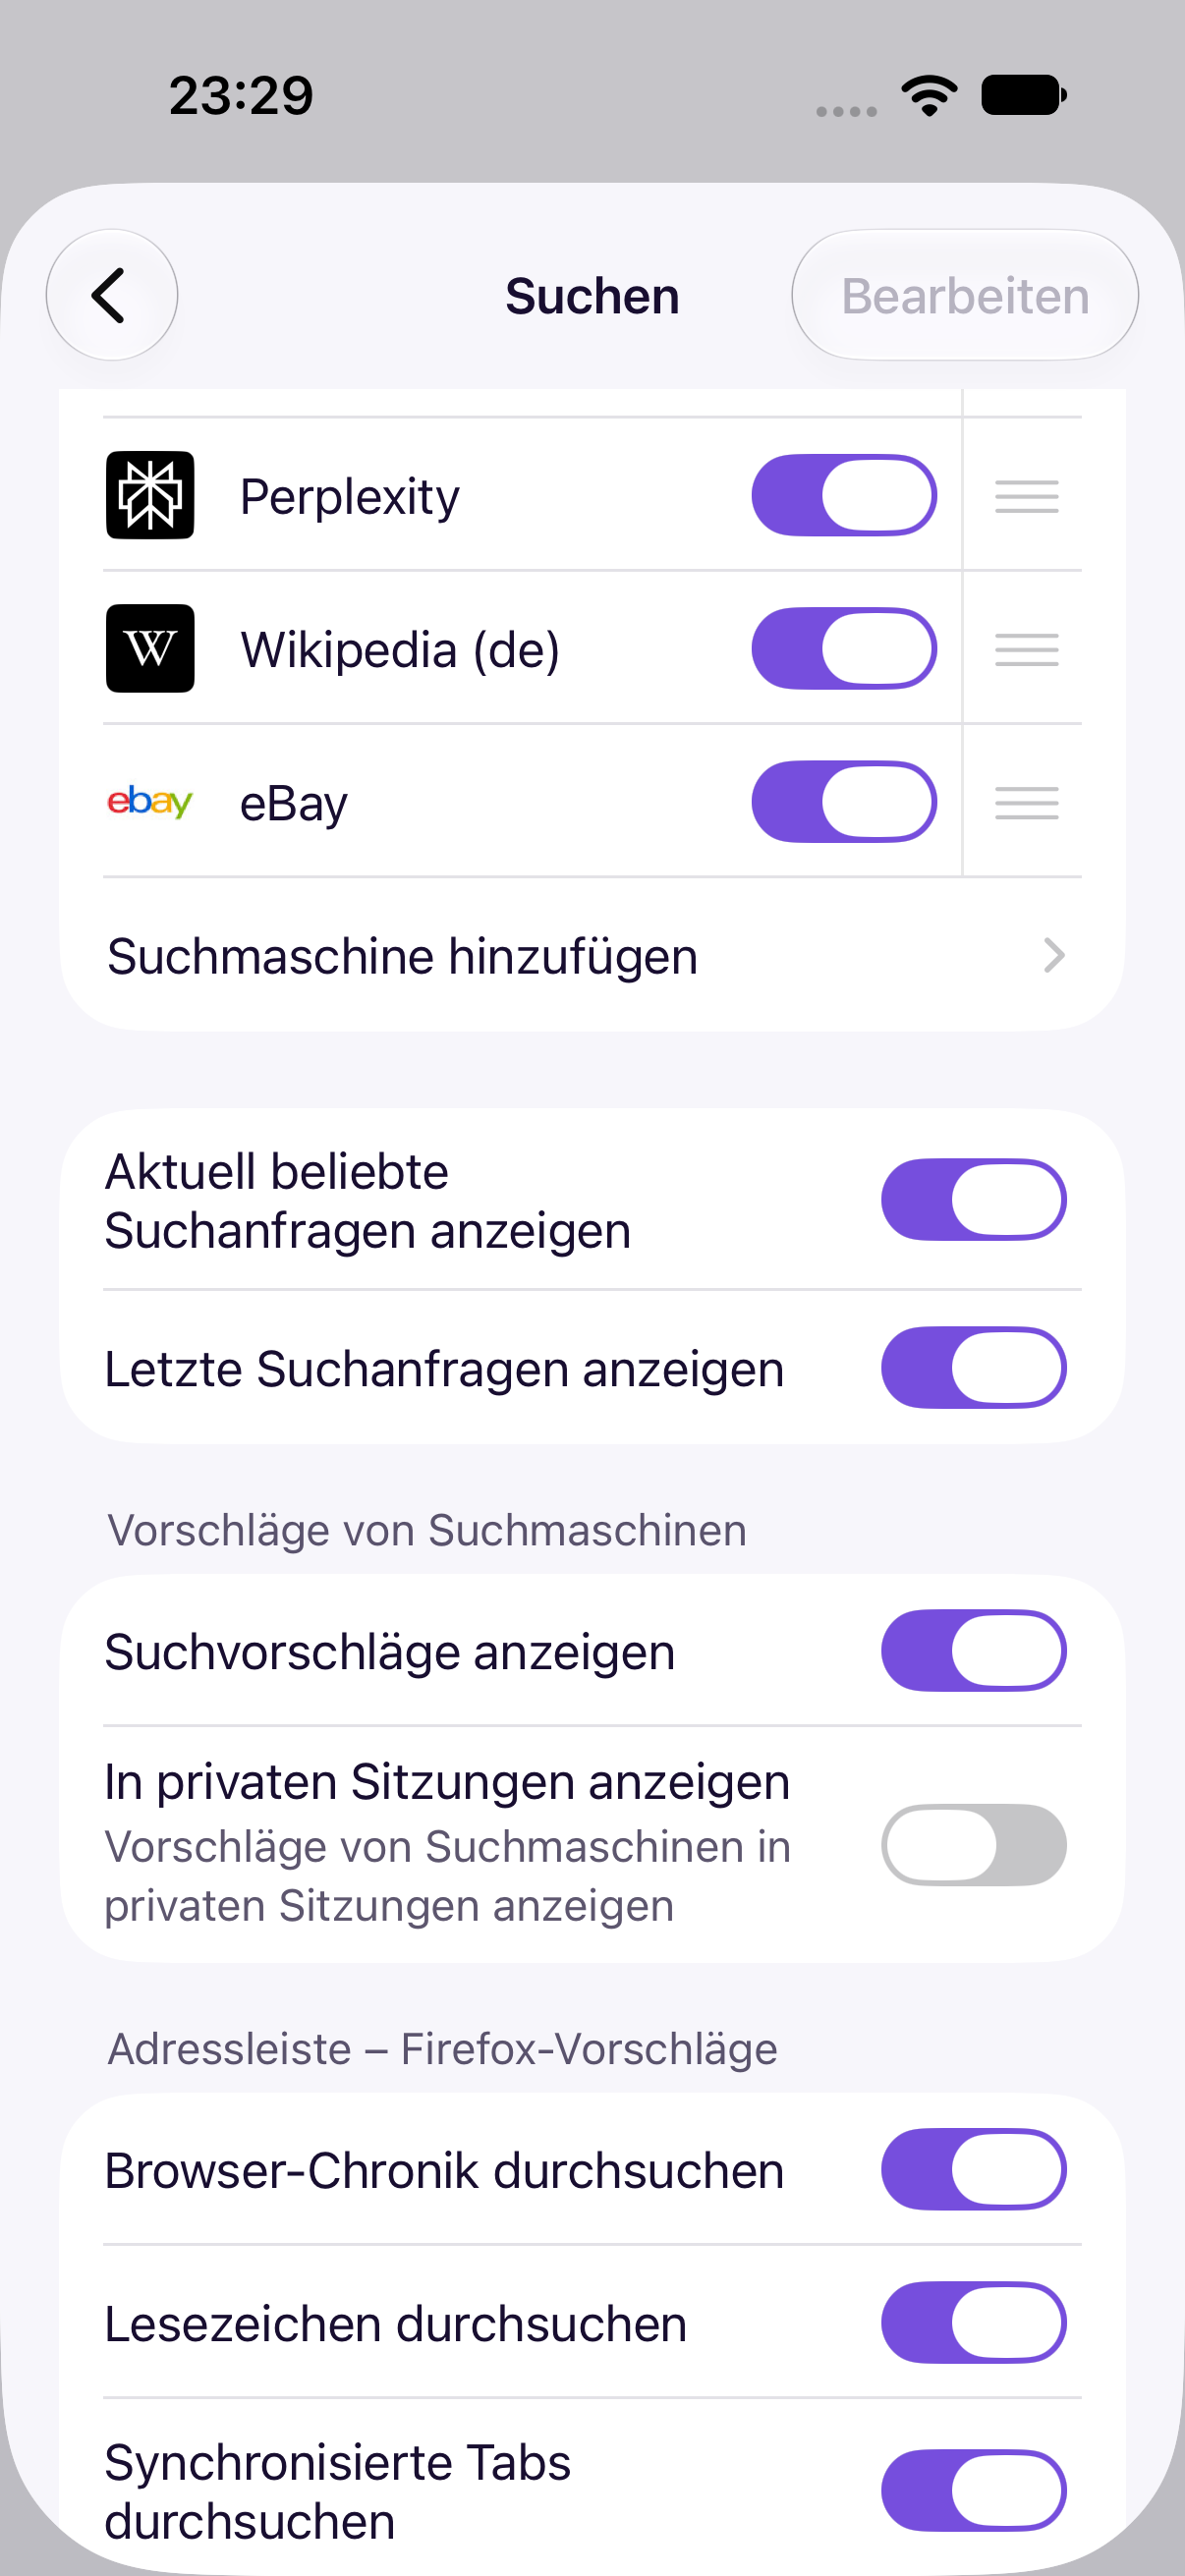 23:29
Suchen
Bearbeiten
Perplexity
W
Wikipedia (de)
ebay
eBay
Suchmaschine hinzufügen
Aktuell beliebte
Suchanfragen anzeigen
Letzte Suchanfragen anzeigen
Vorschläge von Suchmaschinen
Suchvorschläge anzeigen
In privaten Sitzungen anzeigen
Vorschläge von Suchmaschinen in
privaten Sitzungen anzeigen
Adressleiste – Firefox-Vorschläge
Browser-Chronik durchsuchen
Lesezeichen durchsuchen
Synchronisierte Tabs
durchsuchen